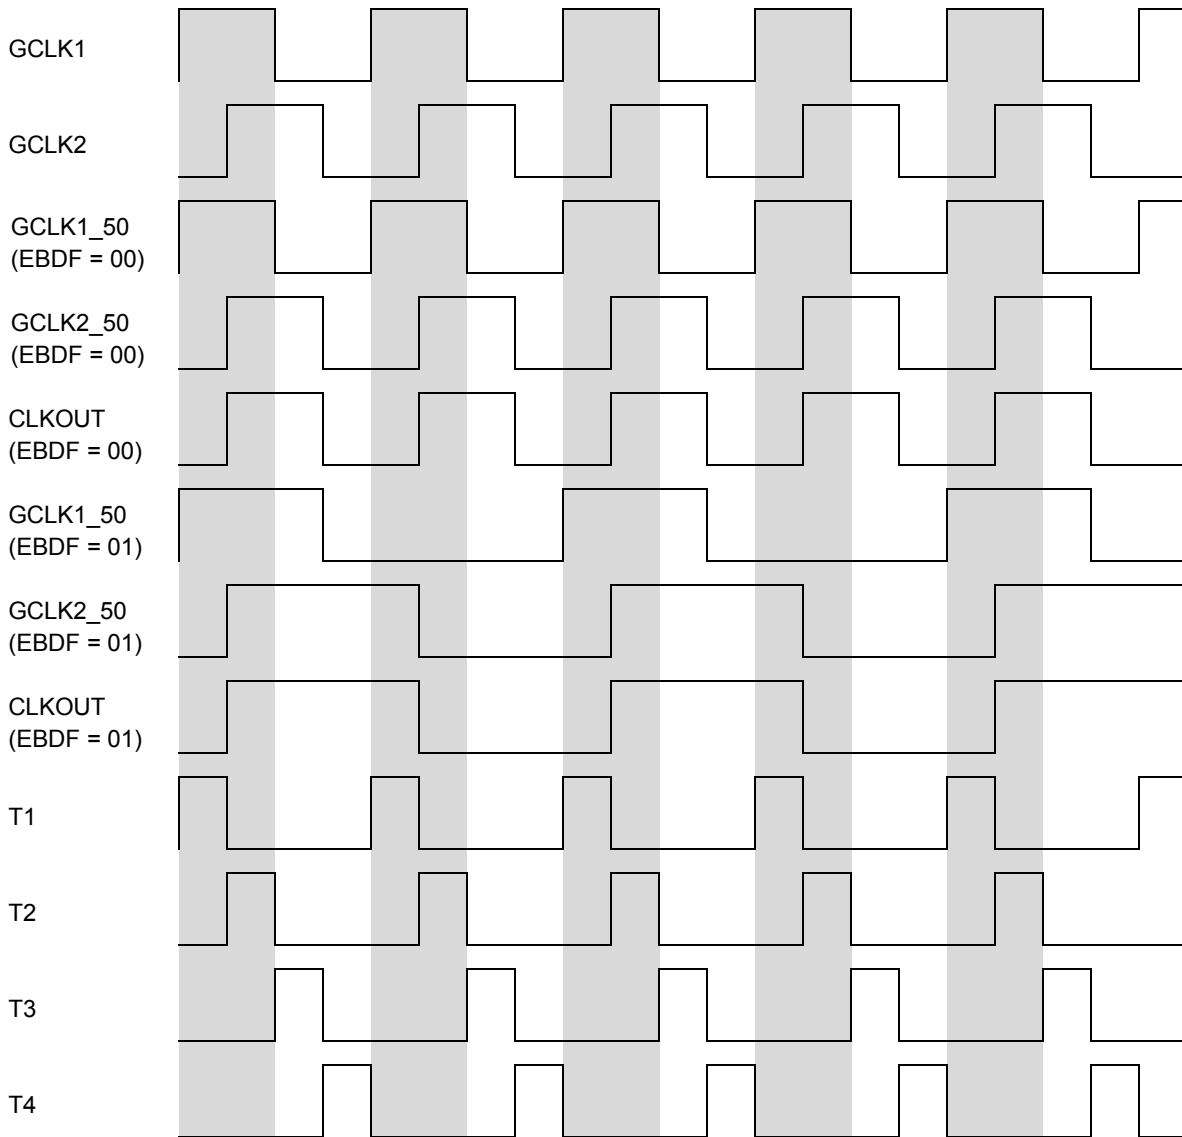 GCLK1
GCLK2
GCLK1_50
(EBDF = 00)
GCLK2_50
(EBDF = 00)
CLKOUT
(EBDF = 00)
GCLK1_50
(EBDF = 01)
GCLK2_50
(EBDF = 01)
CLKOUT
(EBDF = 01)
T1
T2
T3
T4